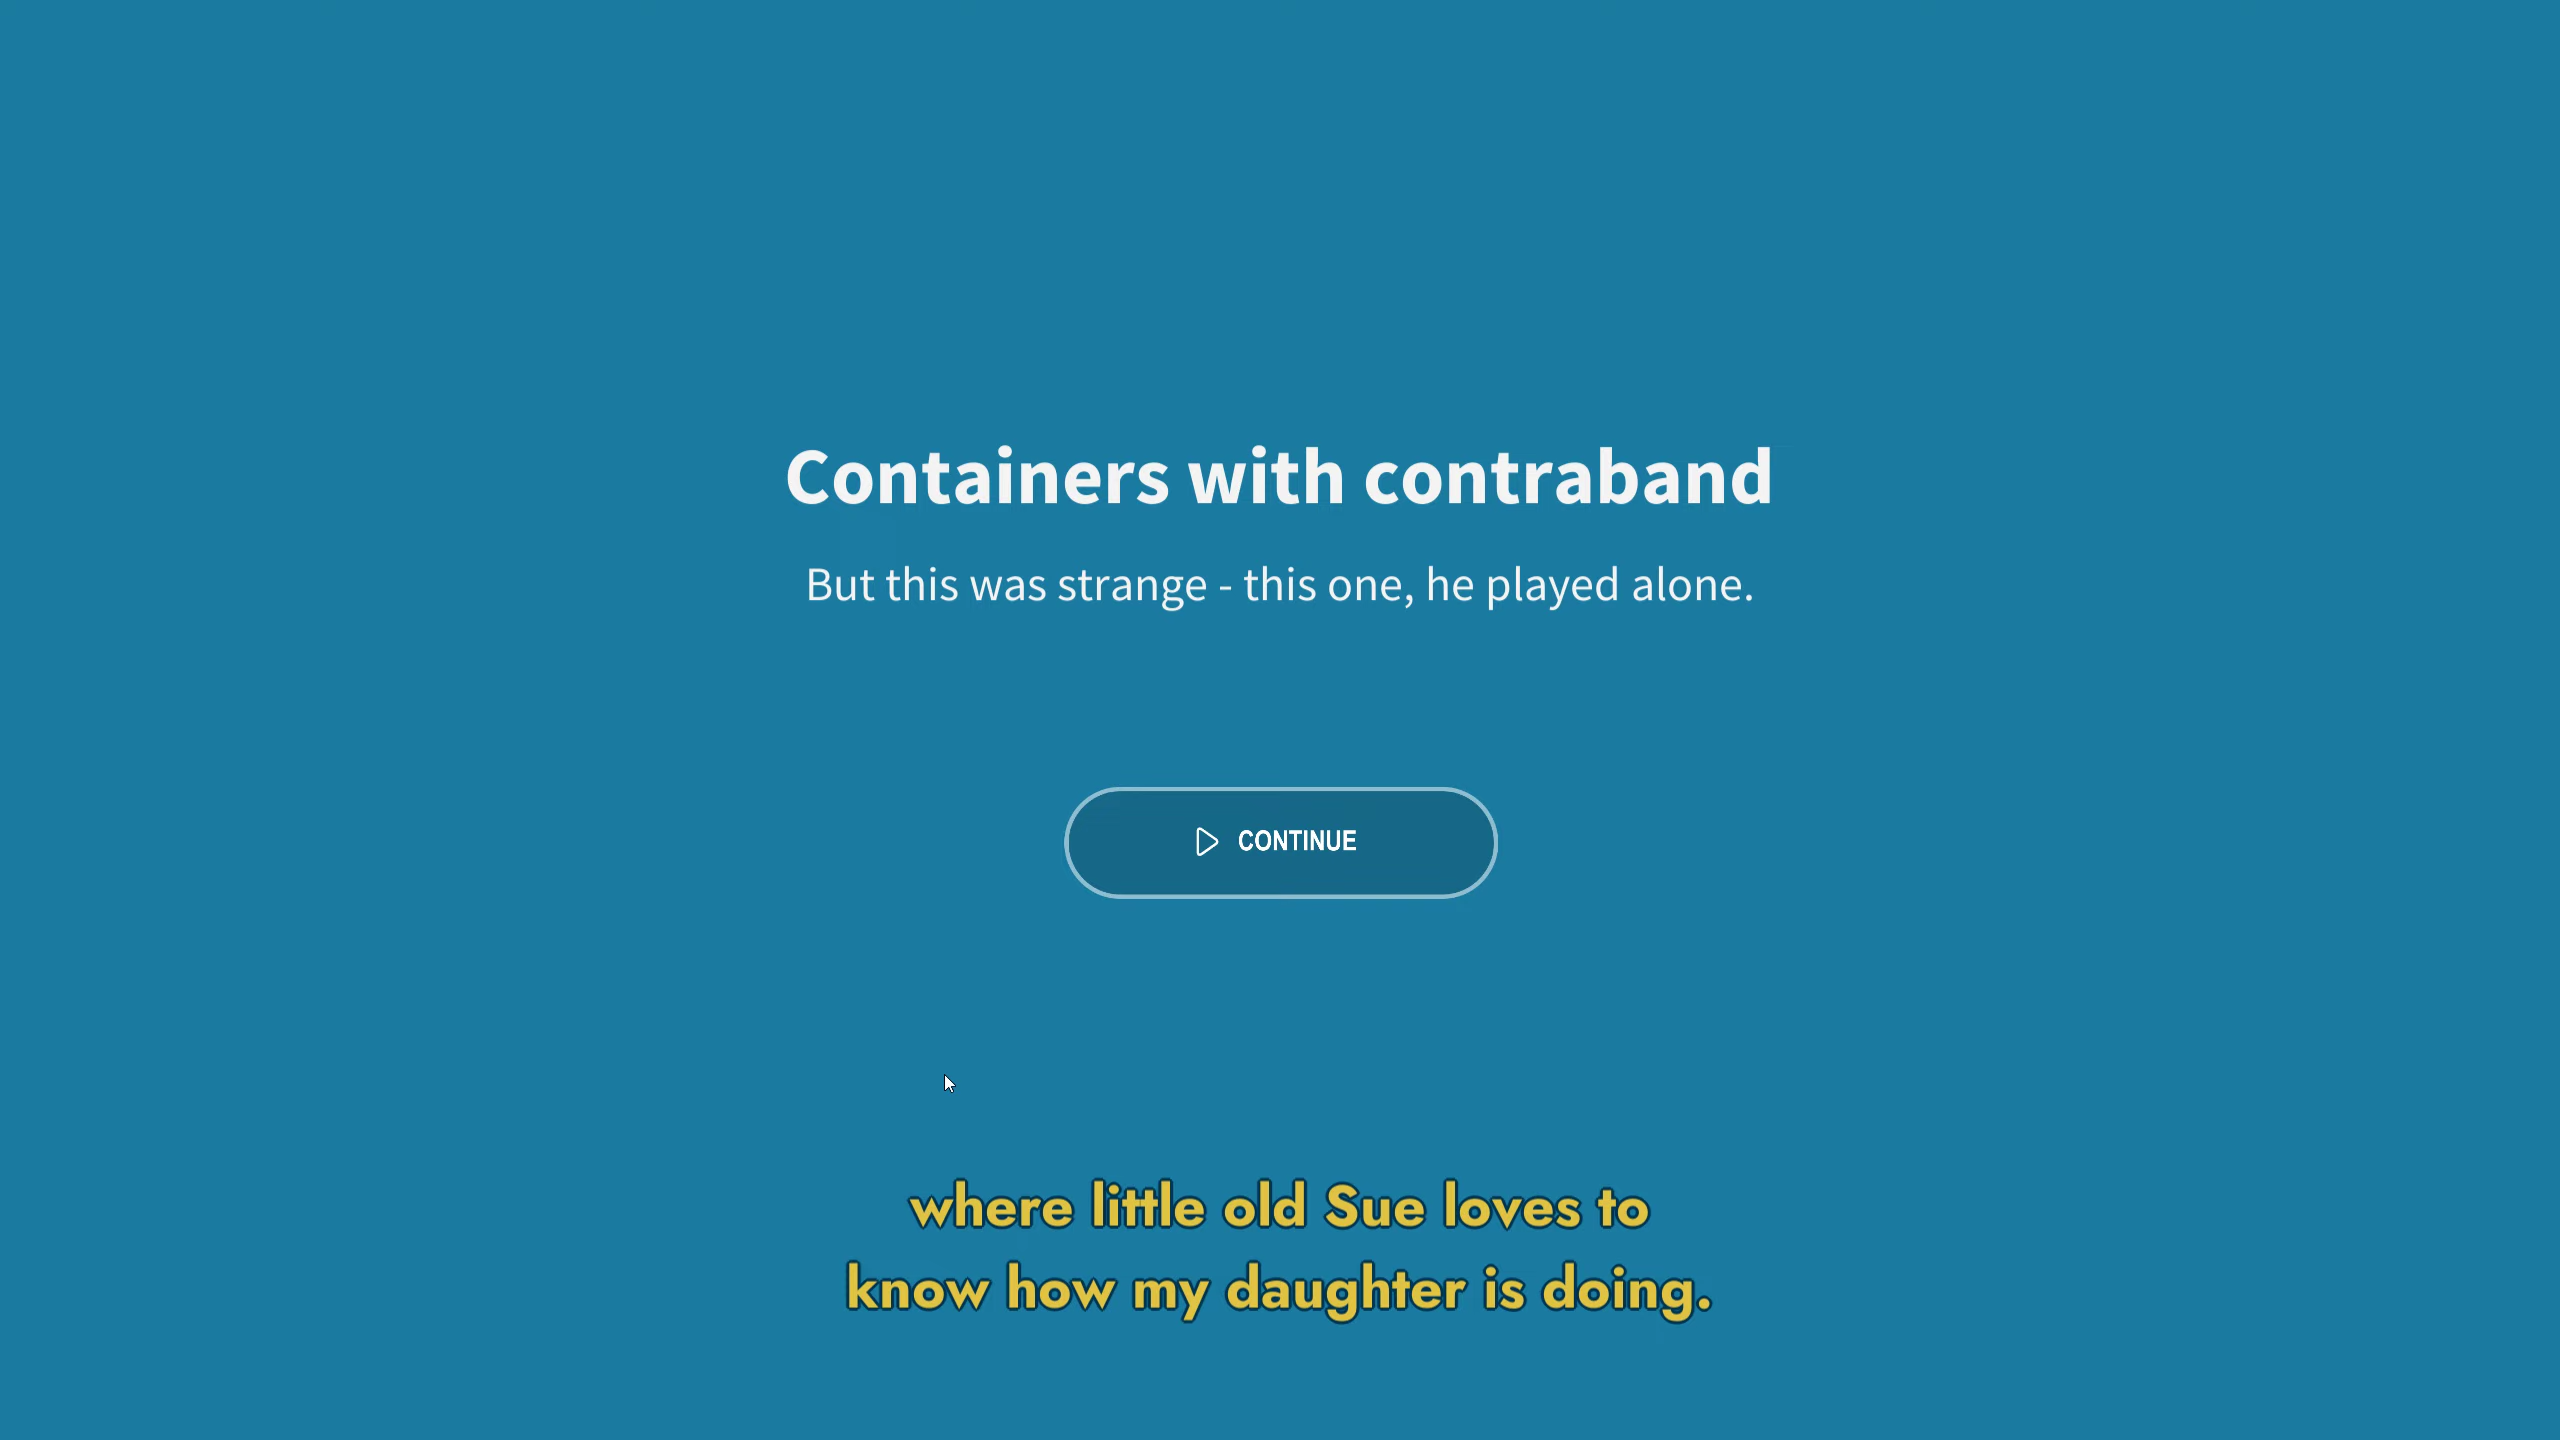 Containers with contraband
But this was strange - this one, he played alone.
CONTINUE
where little old Sue loves to
know how my daughter is doing.